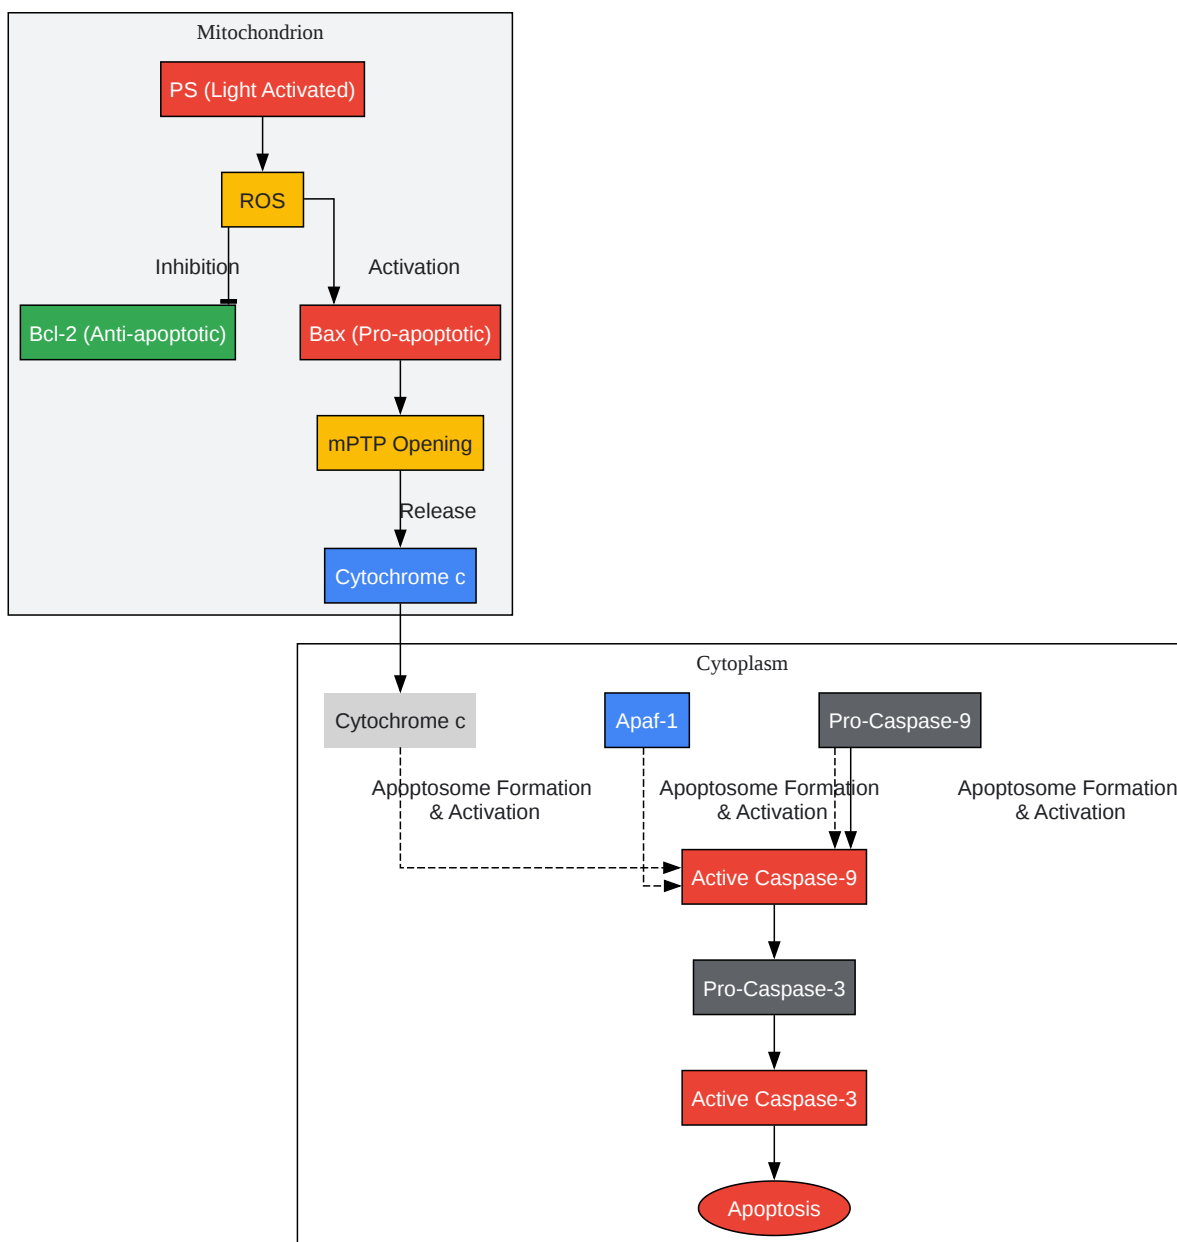 Mitochondrion
PS (Light Activated)
ROS
Inhibition
Activation
Bcl-2 (Anti-apoptotic)
Bax (Pro-apoptotic)
mPTP Opening
Release
Cytochrome c
Cytoplasm
Cytochrome c
Apaf-1
Pro-Caspase-9
Apoptosome Formation
& Activation
Apoptosome Formation
& Activation
Apoptosome Formation
& Activation
Active Caspase-9
Pro-Caspase-3
Active Caspase-3
Apoptosis